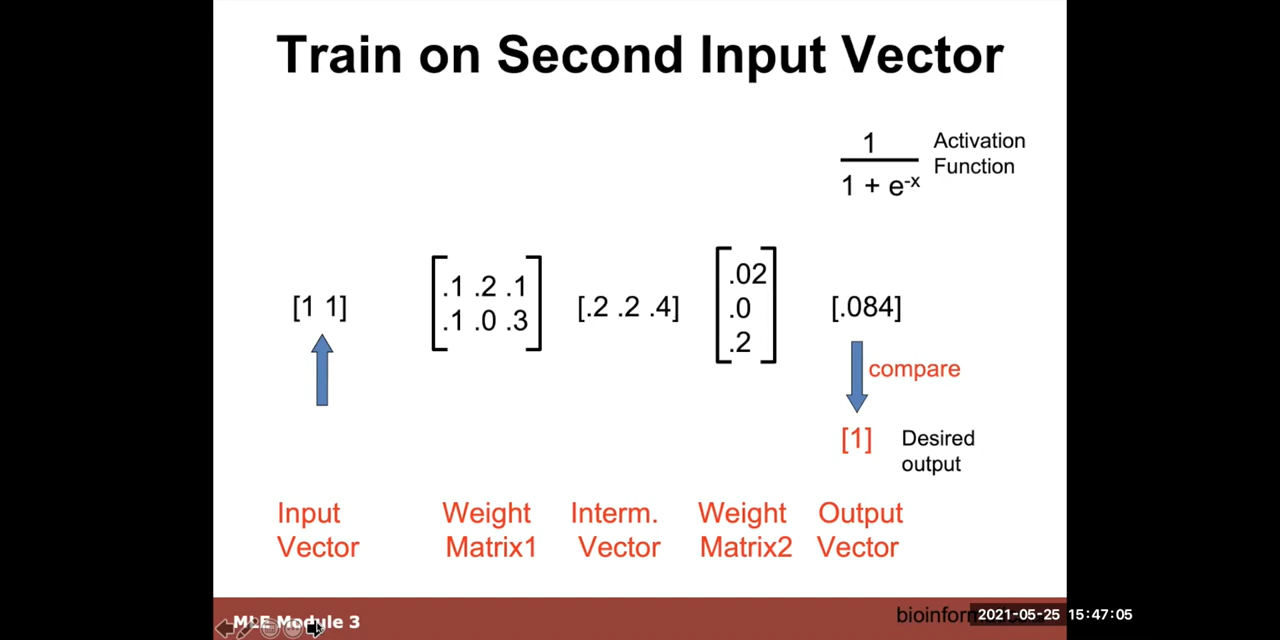 Train on Second Input Vector
1
1 + e-x
Activation
Function
[1 1]
.1 .2 .1
.1 .0 .3
[.2 .2 .4]
.02
.0
.2
[.084]
compare
[1]
Desired
output
Input
Vector
Weight
Matrix1
Interm.
Vector
Weight
Matrix2
Output
Vector
MLE Module 3
2021-05-25 15:47:05